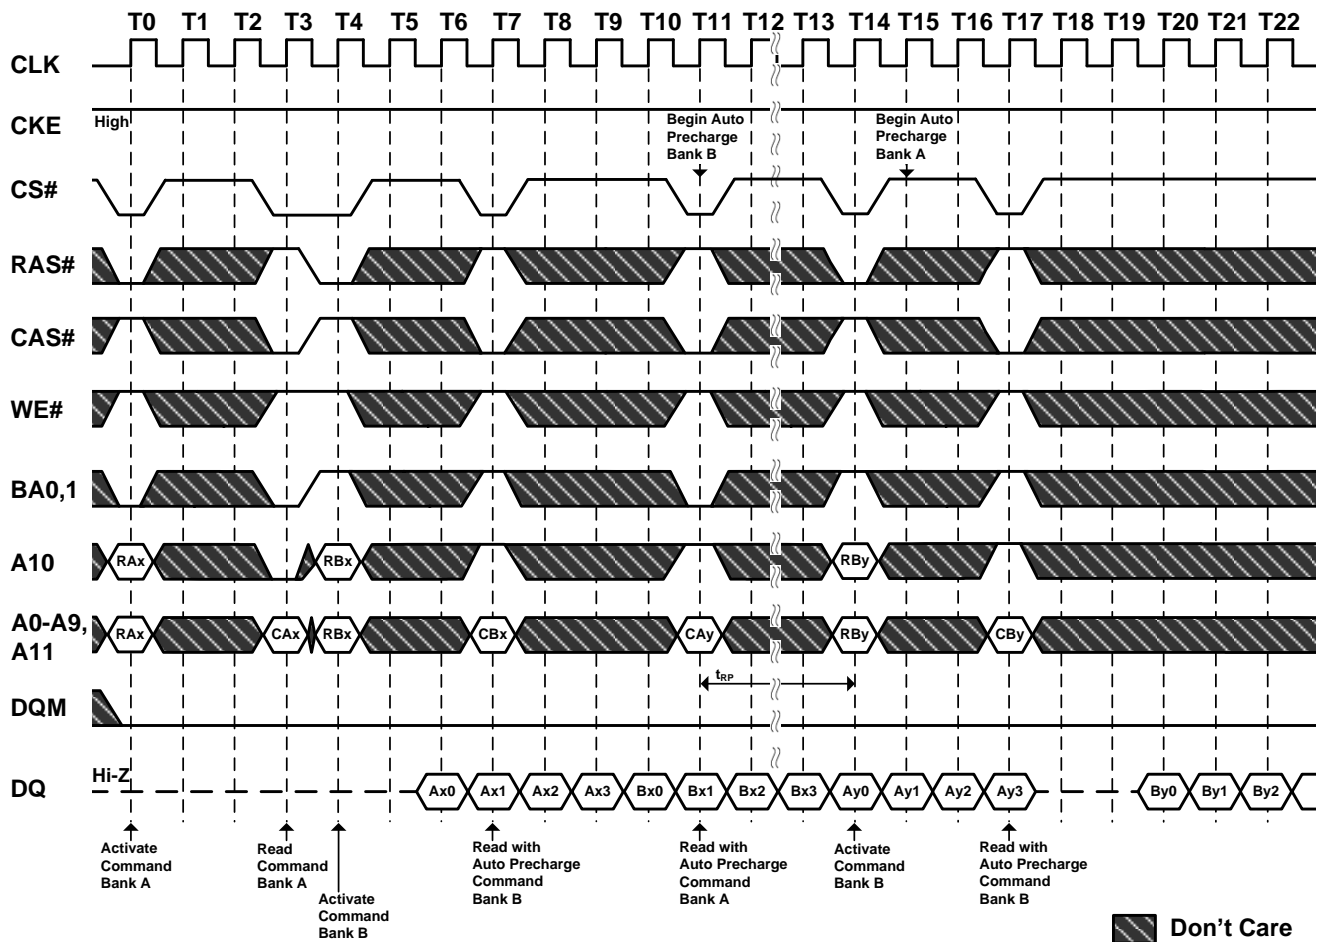 T0 T1 T2 T3 T4 T5 T6 T7 T8 T9 T10 T11 T12 T13 T14 T15 T16 T17 T18 T19 T20 T21 T22
CLK
CKE
High
Begin Auto
Precharge
Bank B
Begin Auto
Precharge
Bank A
CS#
RAS#
CAS#
WE#
BA0,1
A10
RAx RBx RBy
A0-A9,
A11
RAx CAx RBx CBx CAy RBy CBy
tRP
DQM
Hi-Z
DQ
Ax0 Ax1 Ax2 Ax3 Bx0 Bx1 Bx2 Bx3 Ay0 Ay1 Ay2 Ay3 By0 By1 By2
Activate
Command
Bank A
Read
Command
Bank A
Activate
Command
Bank B
Read with
Auto Precharge
Command
Bank B
Read with
Auto Precharge
Command
Bank A
Activate
Command
Bank B
Read with
Auto Precharge
Command
Bank B
Don't Care